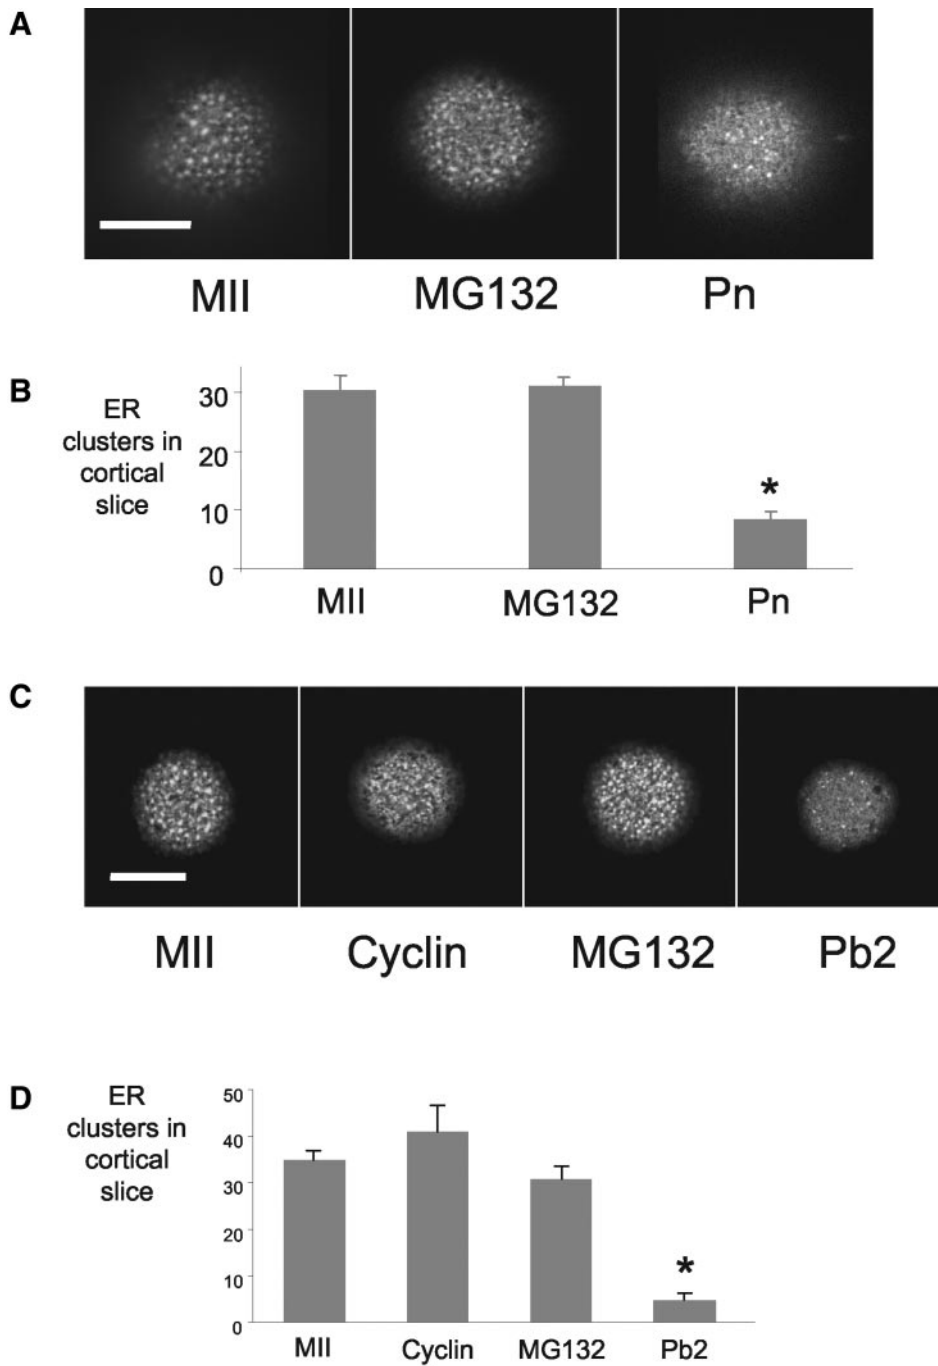 A
MII MG132 Pn
B
ER
clusters in
cortical
slice
30
20
10
0
*
MII MG132 Pn
C
MII Cyclin MG132 Pb2
D
ER
clusters in
cortical
slice
50
40
30
20
10
0
*
MII Cyclin MG132 Pb2